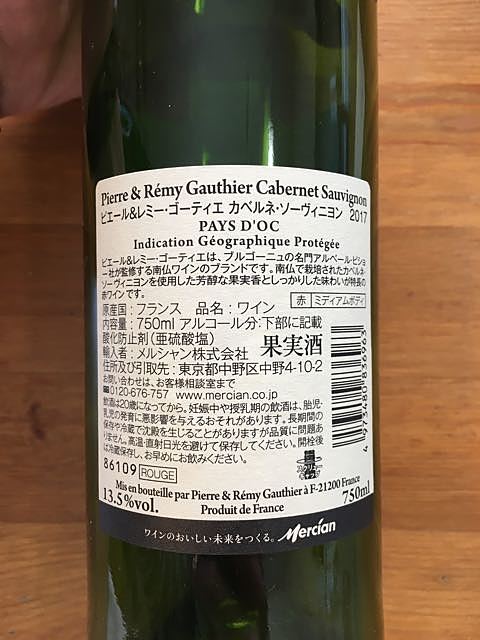 Pierre & Rémy Gauthier Cabernet Sauvignon
ピエール&レミー・ゴーティエ カベルネ・ソーヴィニヨン 2017
PAYS D'OC
Indication Géographique Protégée
ピエール&レミー・ゴーティエは、ブルゴーニュの名門アルベール・ビショ
ー社が監修する南仏ワインのブランドです。南仏で栽培されたカベルネ・
ソーヴィニヨンを使用した芳醇な果実香としっかりした味わいが特長の
赤ワインです。
赤 ミディアムボディ
原産国:フランス 品名:ワイン
内容量:750ml アルコール分:下部に記載
酸化防止剤(亜硫酸塩) 果実酒
輸入者:メルシャン株式会社
住所及び引取先:東京都中野区中野4-10-2
お問い合わせは、お客様相談室まで
0120-676-757 www.mercian.co.jp
飲酒は20歳になってから。妊娠中や授乳期の飲酒は、胎児・
乳児の発育に悪影響を与えるおそれがあります。長期間の
保存や冷蔵で沈殿を生じることがありますが品質に問題あ
りません。高温・直射日光を避けて保存してください。開栓後
は冷蔵保存し、お早めにお飲みください。
4 973480 336963
86109 ROUGE
Mis en bouteille par Pierre & Rémy Gauthier à F-21200 France
13.5%vol. Produit de France 750ml
ワインのおいしい未来をつくる。 Mercian